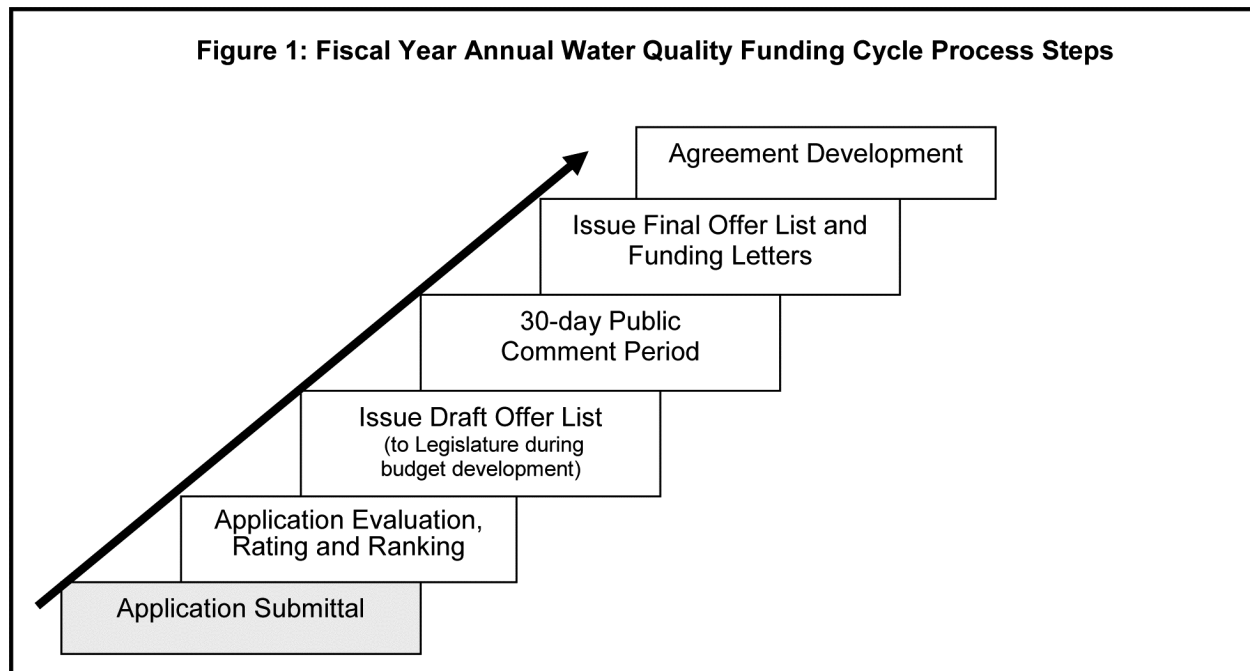 Figure 1: Fiscal Year Annual Water Quality Funding Cycle Process Steps
Agreement Development
Issue Final Offer List and
Funding Letters
30-day Public
Comment Period
Issue Draft Offer List
(to Legislature during
budget development)
Application Evaluation,
Rating and Ranking
Application Submittal